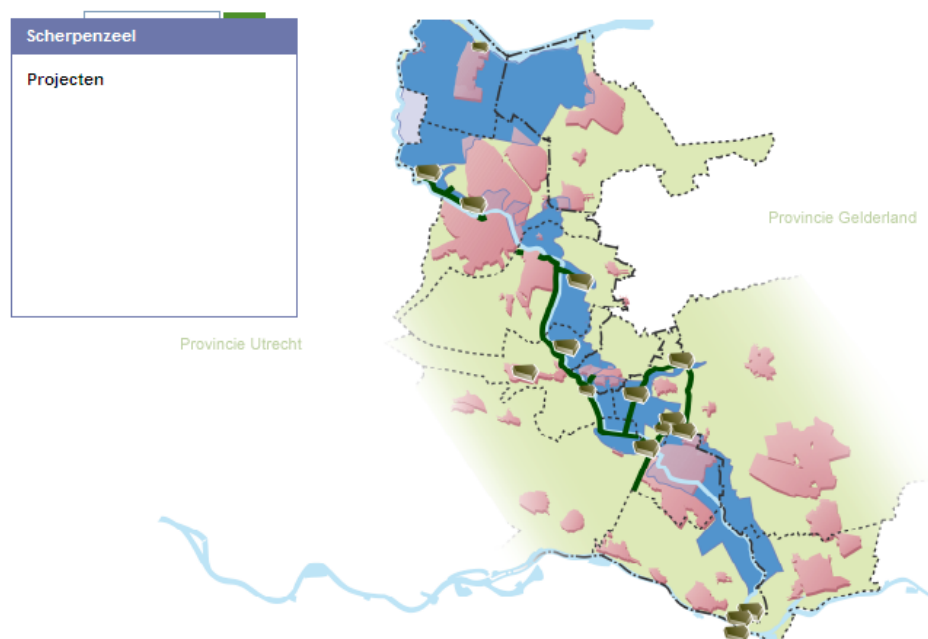 Scherpenzeel
Projecten
Provincie Gelderland
Provincie Utrecht